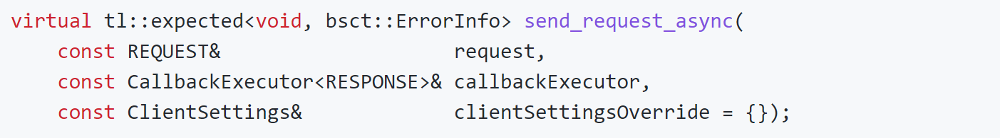 virtual tl::expected<void, bsct::ErrorInfo> send_request_async(
    const REQUEST&                    request,
    const CallbackExecutor<RESPONSE>& callbackExecutor,
    const ClientSettings&             clientSettingsOverride = {});